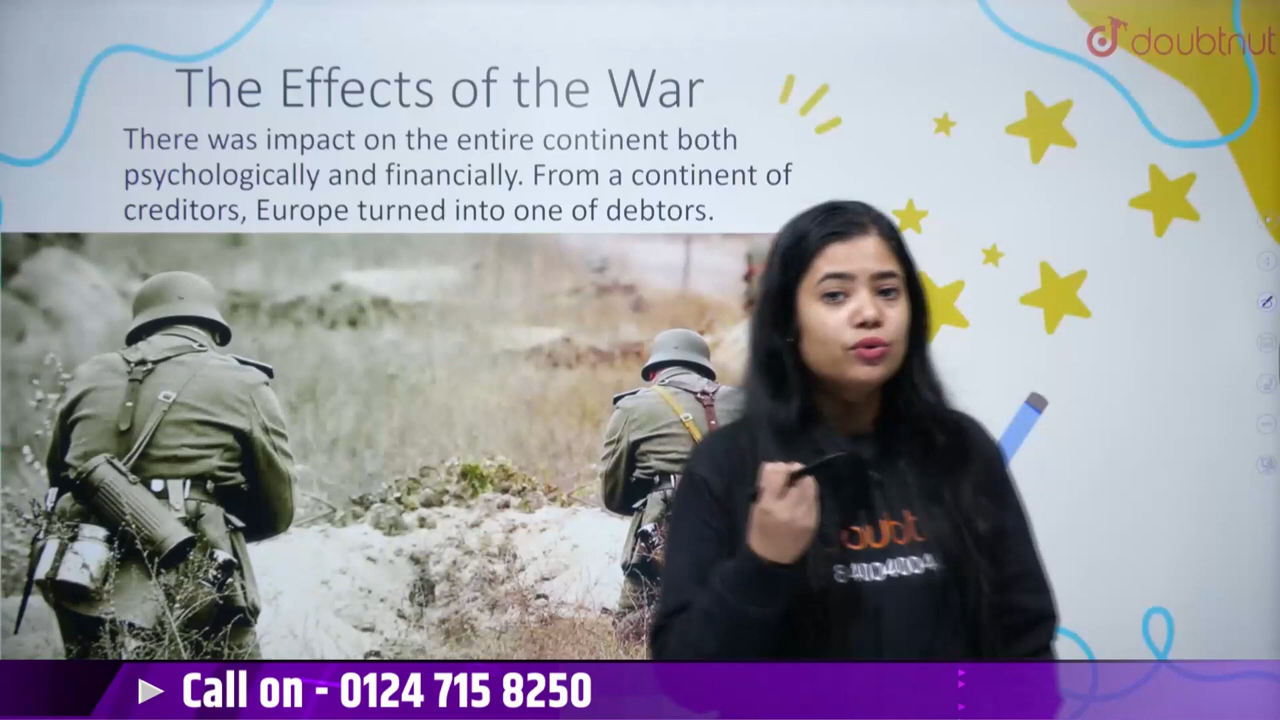 doubtnut
The Effects of the War
There was impact on the entire continent both
psychologically and financially. From a continent of
creditors, Europe turned into one of debtors.
Call on - 0124 715 8250